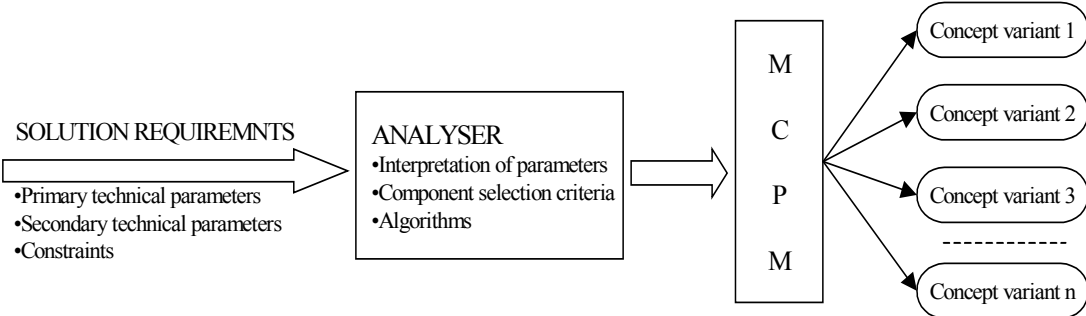 SOLUTION REQUIREMNTS
•Primary technical parameters
•Secondary technical parameters
•Constraints
ANALYSER
•Interpretation of parameters
•Component selection criteria
•Algorithms
M
C
P
M
Concept variant 1
Concept variant 2
Concept variant 3
Concept variant n